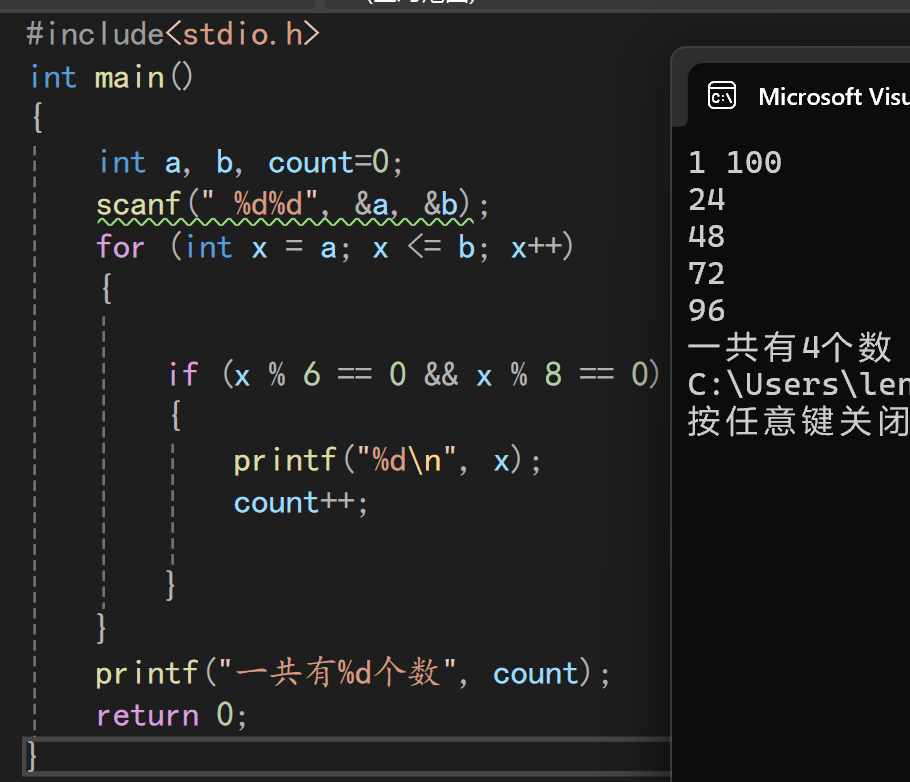 #include<stdio.h>
int main()
{
int a, b, count=0;
scanf(" %d%d", &a, &b);
for (int x = a; x <= b; x++)
{
if (x % 6 == 0 && x % 8 == 0)
{
printf("%d\n", x);
count++;
}
}
printf("一共有%d个数", count);
return 0;
}
Microsoft Visu
1 100
24
48
72
96
一共有4个数
C:\Users\len
按任意键关闭